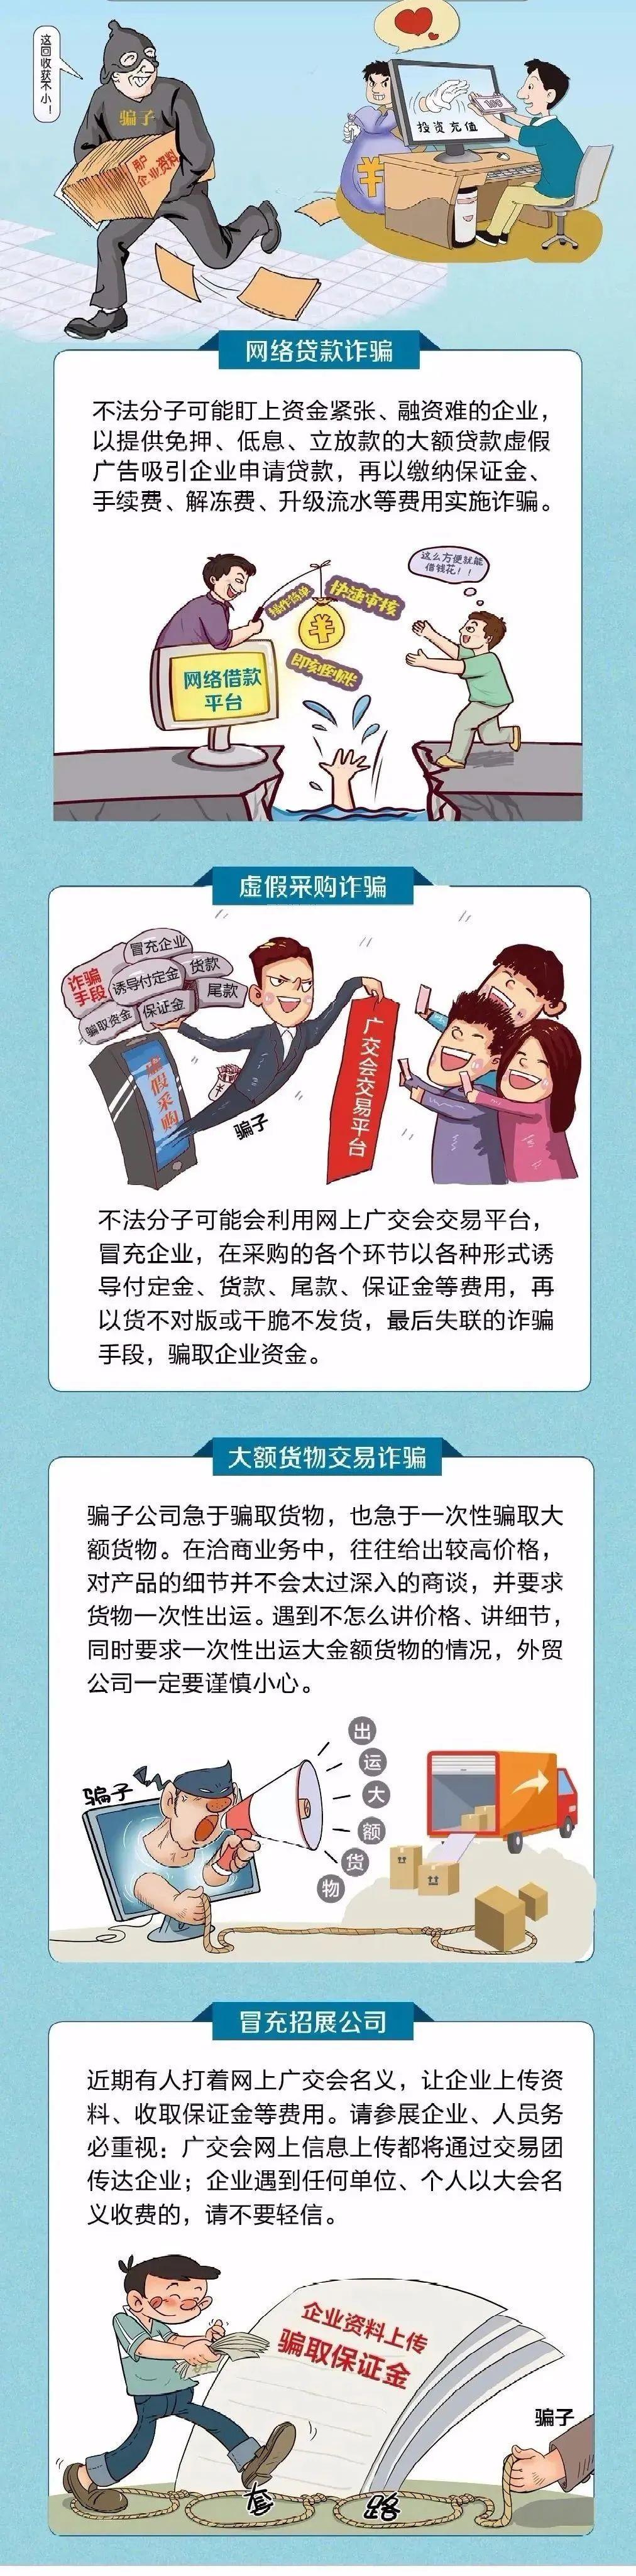 这回收获不小！
骗子
用户
企业资料
100
投资充值
¥
网络贷款诈骗
不法分子可能盯上资金紧张、融资难的企业，
以提供免押、低息、立放款的大额贷款虚假
广告吸引企业申请贷款，再以缴纳保证金、
手续费、解冻费、升级流水等费用实施诈骗。
这么方便就能
借钱花！！
操作简单
快速审核
¥
即刻到账
网络借款
平台
虚假采购诈骗
冒充企业
诈骗
手段
诱导付定金
货款
尾款
骗取资金
保证金
虚假采购
骗子
广交会交易平台
不法分子可能会利用网上广交会交易平台，
冒充企业，在采购的各个环节以各种形式诱
导付定金、货款、尾款、保证金等费用，再
以货不对版或干脆不发货，最后失联的诈骗
手段，骗取企业资金。
大额货物交易诈骗
骗子公司急于骗取货物，也急于一次性骗取大
额货物。在洽商业务中，往往给出较高价格，
对产品的细节并不会太过深入的商谈，并要求
货物一次性出运。遇到不怎么讲价格、讲细节，
同时要求一次性出运大金额货物的情况，外贸
公司一定要谨慎小心。
骗子
出运大额货物
冒充招展公司
近期有人打着网上广交会名义，让企业上传资
料、收取保证金等费用。请参展企业、人员务
必重视：广交会网上信息上传都将通过交易团
传达企业；企业遇到任何单位、个人以大会名
义收费的，请不要轻信。
企业资料上传
骗取保证金
骗子
套路